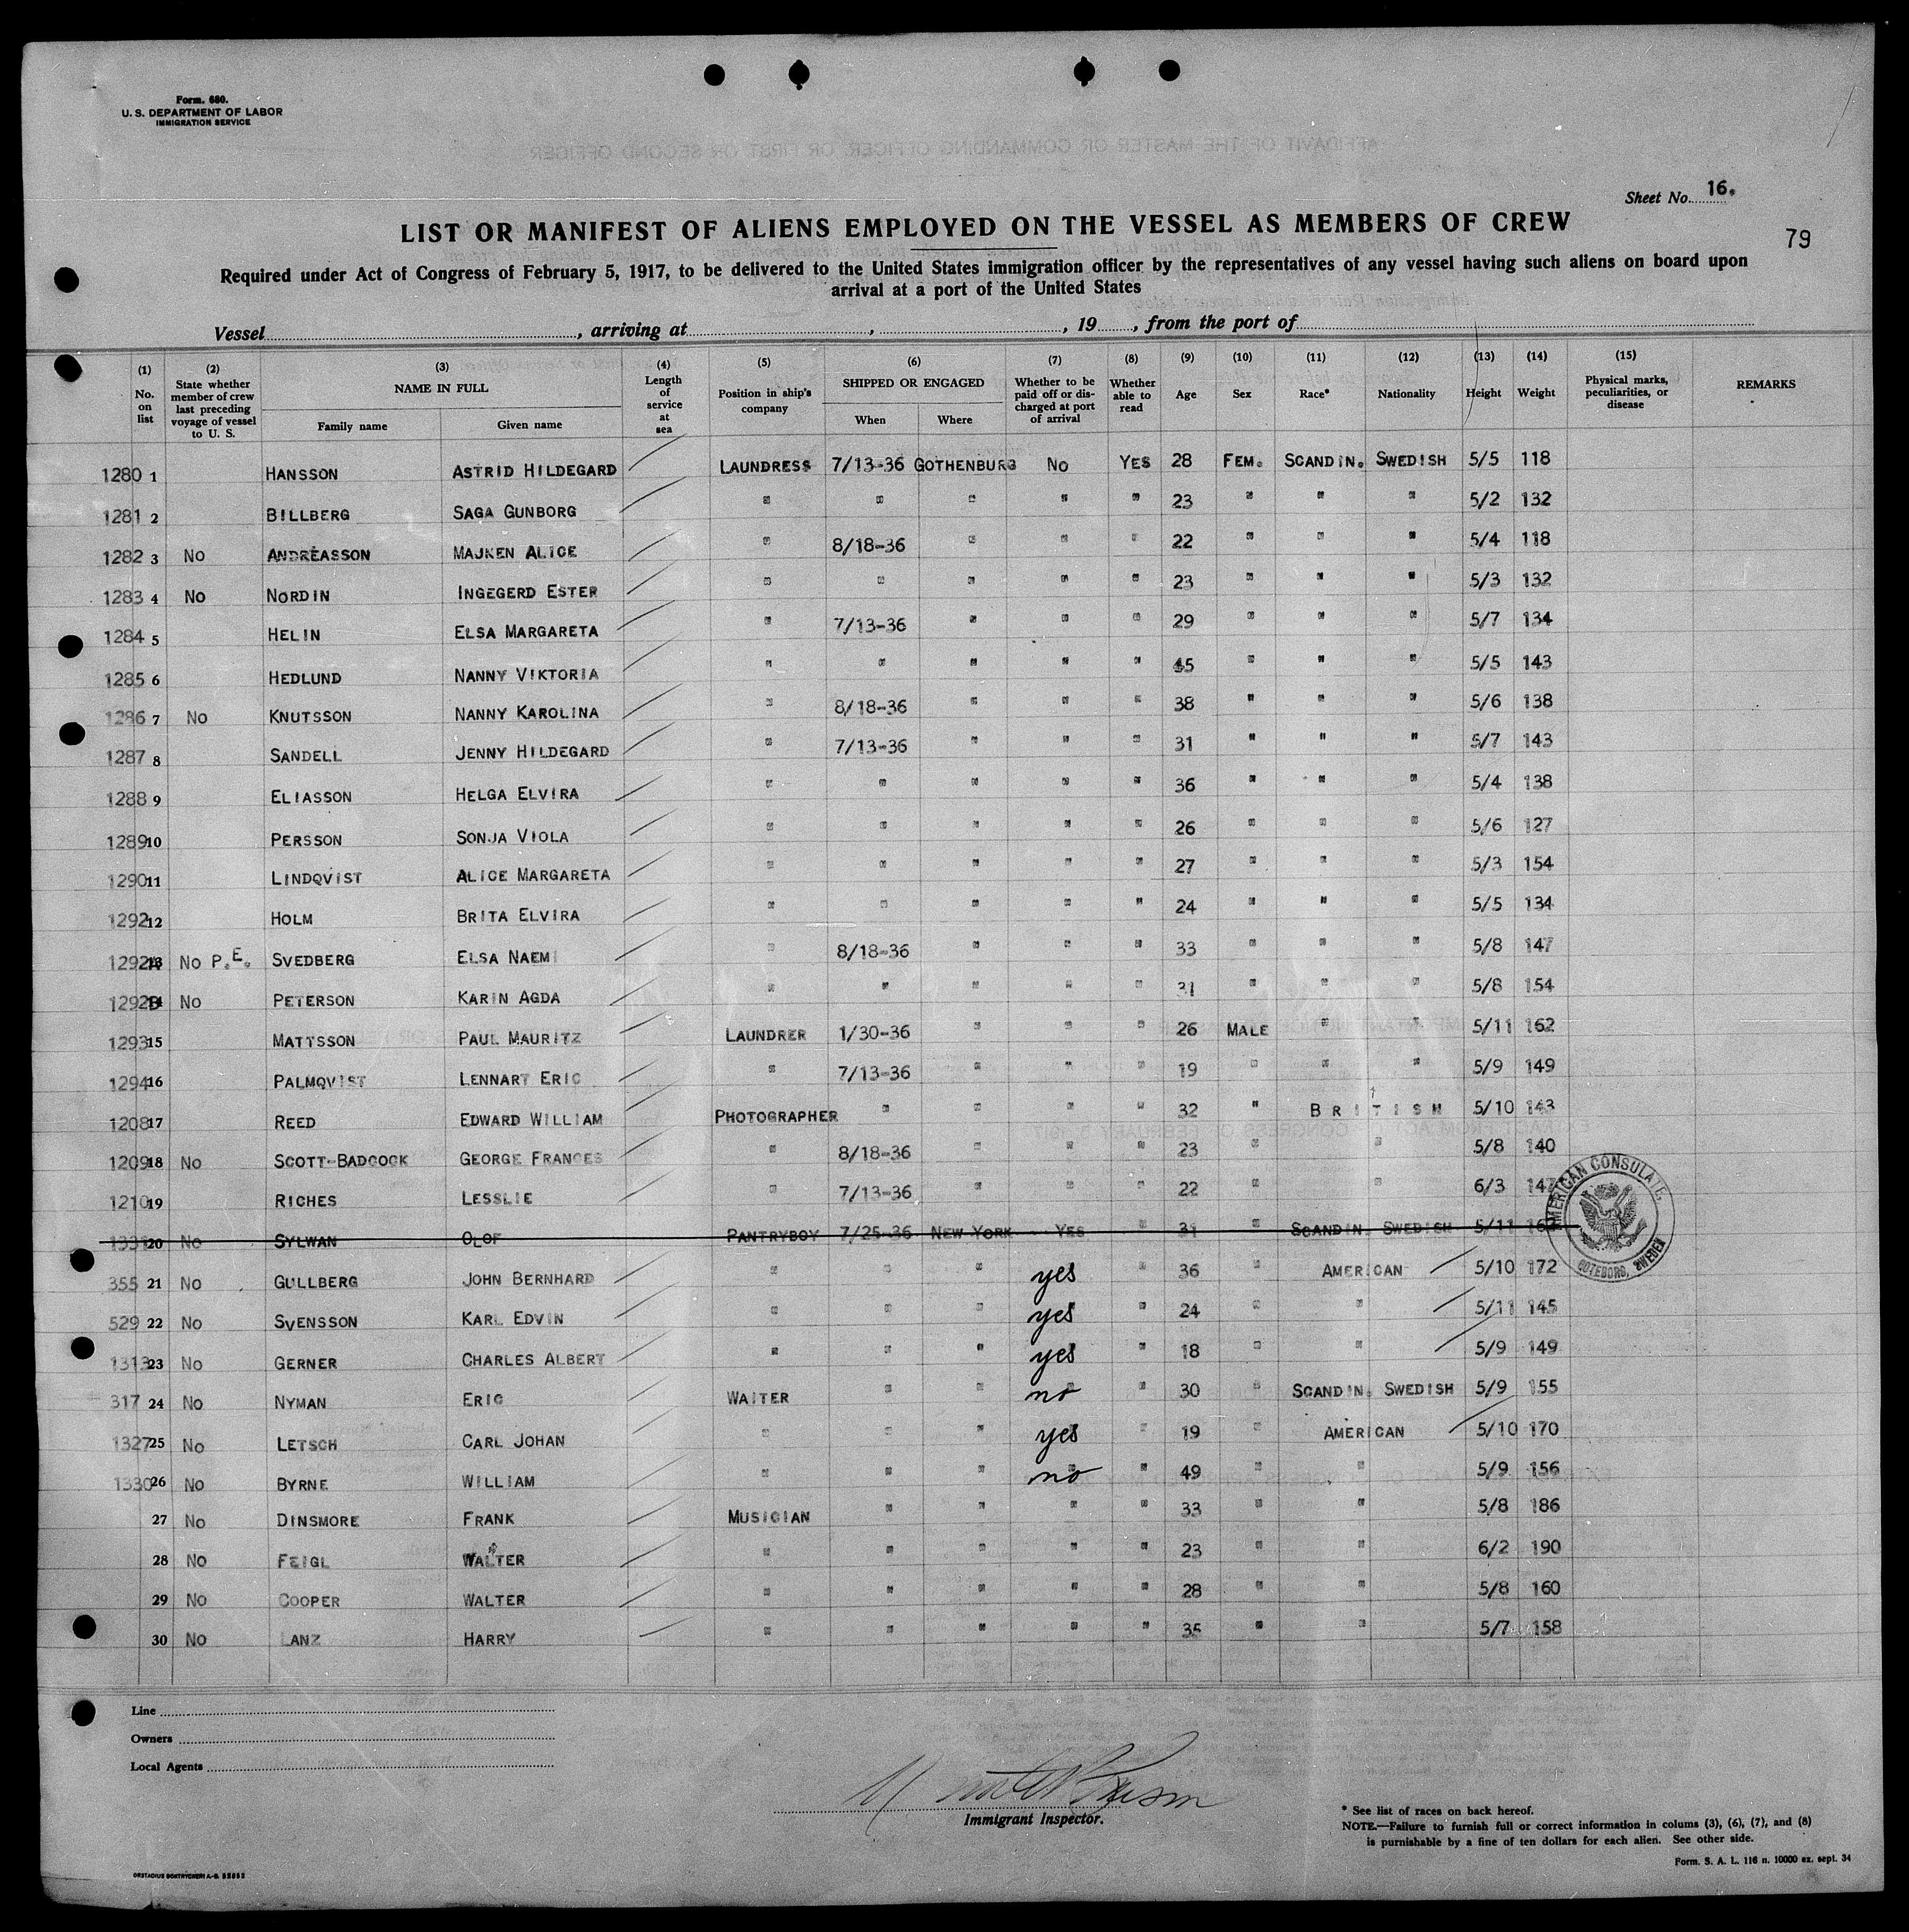 Form. 680.
U. S. DEPARTMENT OF LABOR
IMMIGRATION SERVICE
AFFIDAVIT OF THE MASTER OR COMMANDING OFFICER, OR FIRST OR SECOND OFFICER
Sheet No. 16.
LIST OR MANIFEST OF ALIENS EMPLOYED ON THE VESSEL AS MEMBERS OF CREW
79
Required under Act of Congress of February 5, 1917, to be delivered to the United States immigration officer by the representatives of any vessel having such aliens on board upon
arrival at a port of the United States
Vessel , arriving at , , 19 , from the port of
(1) No. on list (2) State whether member of crew last preceding voyage of vessel to U. S. (3) NAME IN FULL Family name Given name (4) Length of service at sea (5) Position in ship's company (6) SHIPPED OR ENGAGED When Where (7) Whether to be paid off or discharged at port of arrival (8) Whether able to read (9) Age (10) Sex (11) Race* (12) Nationality (13) Height (14) Weight (15) Physical marks, peculiarities, or disease REMARKS
1280 1 HANSSON ASTRID HILDEGARD LAUNDRESS 7/13-36 GOTHENBURG No YES 28 FEM. SCANDIN. SWEDISH 5/5 118
1281 2 BILLBERG SAGA GUNBORG " " " " " 23 " " " 5/2 132
1282 3 No ANDREASSON MAJKEN ALICE " 8/18-36 " " " 22 " " " 5/4 118
1283 4 No NORDIN INGEGERD ESTER " " " " " 23 " " " 5/3 132
1284 5 HELIN ELSA MARGARETA " 7/13-36 " " " 29 " " " 5/7 134
1285 6 HEDLUND NANNY VIKTORIA " " " " " 45 " " " 5/5 143
1286 7 No KNUTSSON NANNY KAROLINA " 8/18-36 " " " 38 " " " 5/6 138
1287 8 SANDELL JENNY HILDEGARD " 7/13-36 " " " 31 " " " 5/7 143
1288 9 ELIASSON HELGA ELVIRA " " " " " 36 " " " 5/4 138
1289 10 PERSSON SONJA VIOLA " " " " " 26 " " " 5/6 127
1290 11 LINDQVIST ALICE MARGARETA " " " " " 27 " " " 5/3 154
1292 12 HOLM BRITA ELVIRA " " " " " 24 " " " 5/5 134
1292A 13 No P.E. SVEDBERG ELSA NAEMI " 8/18-36 " " " 33 " " " 5/8 147
1292B 14 No PETERSON KARIN AGDA " " " " " 31 " " " 5/8 154
1293 15 MATTSSON PAUL MAURITZ LAUNDRER 1/30-36 " " " 26 MALE " " 5/11 162
1294 16 PALMQVIST LENNART ERIC " 7/13-36 " " " 19 " " " 5/9 149
1208 17 REED EDWARD WILLIAM PHOTOGRAPHER " " " " 32 " BRITISH 5/10 143
1209 18 No SCOTT-BADCOCK GEORGE FRANCES " 8/18-36 " " " 23 " " 5/8 140
1210 19 RICHES LESSLIE " 7/13-36 " " " 22 " " 6/3 147
1331 20 No SYLWAN OLOF PANTRYBOY 7/25-36 NEW YORK YES " 31 " SCANDIN. SWEDISH 5/11
AMERICAN CONSULATE, GOTEBORG, SWEDEN
355 21 No GULLBERG JOHN BERNHARD " " " yes " 36 " AMERICAN 5/10 172
529 22 No SVENSSON KARL EDVIN " " " yes " 24 " " 5/11 145
1313 23 No GERNER CHARLES ALBERT " " " yes " 18 " " 5/9 149
317 24 No NYMAN ERIC WAITER " " no " 30 " SCANDIN. SWEDISH 5/9 155
1327 25 No LETSCH CARL JOHAN " " " yes " 19 " AMERICAN 5/10 170
1330 26 No BYRNE WILLIAM " " " no " 49 " " 5/9 156
27 No DINSMORE FRANK MUSICIAN " " " " 33 " " 5/8 186
28 No FEIGL WALTER " " " " " 23 " " 6/2 190
29 No COOPER WALTER " " " " " 28 " " 5/8 160
30 No LANZ HARRY " " " " " 35 " " 5/7 158
Line
Owners
Local Agents
Immigrant Inspector.
* See list of races on back hereof.
NOTE.—Failure to furnish full or correct information in colums (3), (6), (7), and (8)
is punishable by a fine of ten dollars for each alien. See other side.
Form. S. A. L. 116 n. 10000 ex. sept. 34